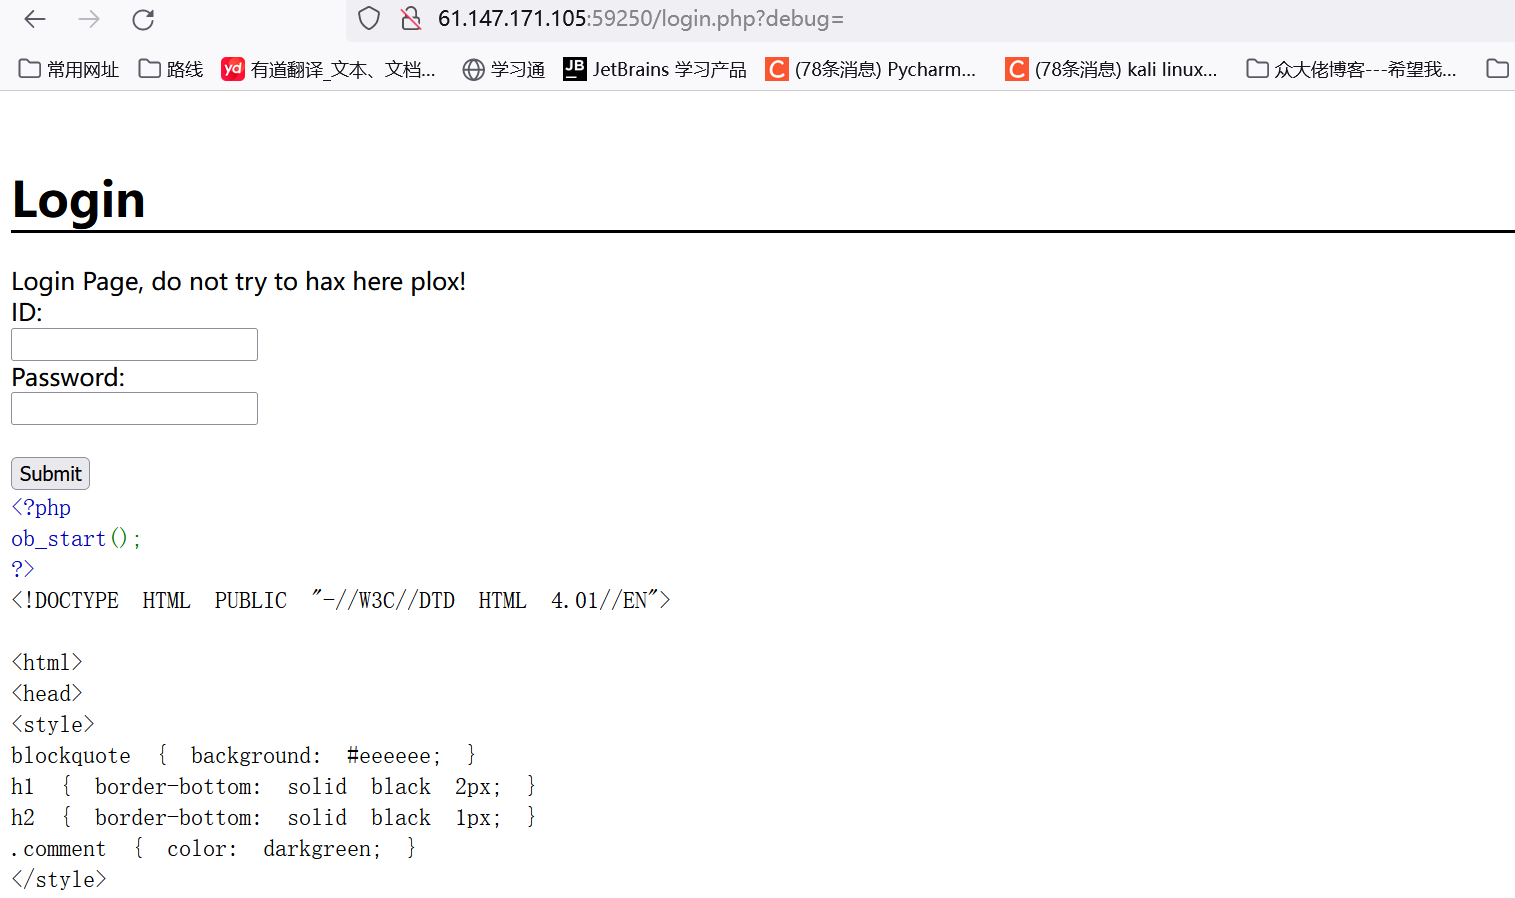 61.147.171.105:59250/login.php?debug=
常用网址 路线 yd 有道翻译_文本、文档... 学习通 JB JetBrains 学习产品 C (78条消息) Pycharm... C (78条消息) kali linux... 众大佬博客---希望我...
Login
Login Page, do not try to hax here plox!
ID:
Password:
Submit
<?php
ob_start();
?>
<!DOCTYPE HTML PUBLIC "-//W3C//DTD HTML 4.01//EN">
<html>
<head>
<style>
blockquote { background: #eeeeee; }
h1 { border-bottom: solid black 2px; }
h2 { border-bottom: solid black 1px; }
.comment { color: darkgreen; }
</style>